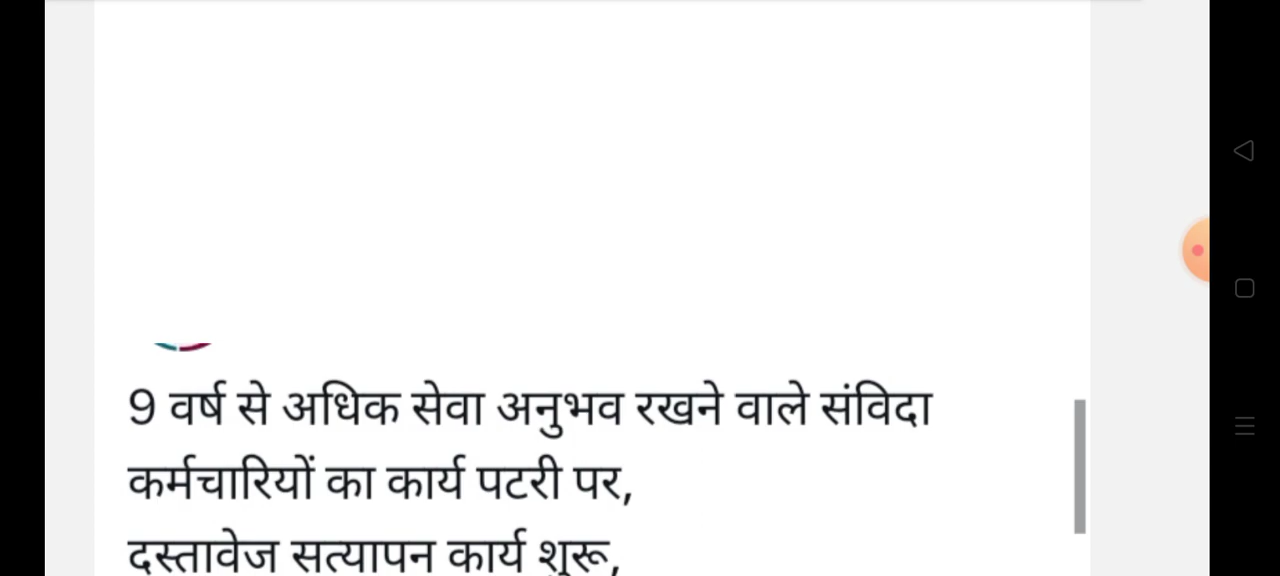 9 वर्ष से अधिक सेवा अनुभव रखने वाले संविदा
कर्मचारियों का कार्य पटरी पर,
दस्तावेज सत्यापन कार्य शुरू,